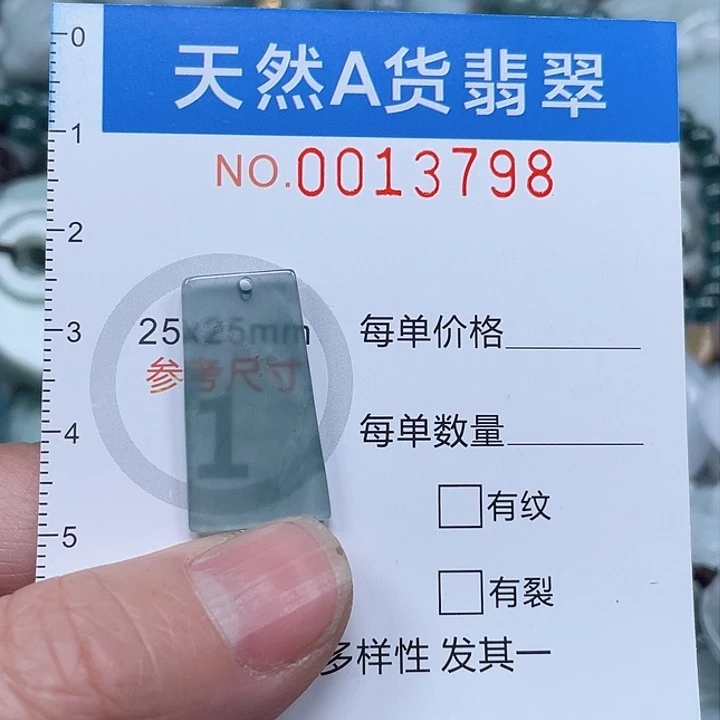 天然A货翡翠
NO.0013798
0
1
2
3
4
5
25x25mm
参考尺寸
1
每单价格
每单数量
有纹
有裂
多样性 发其一